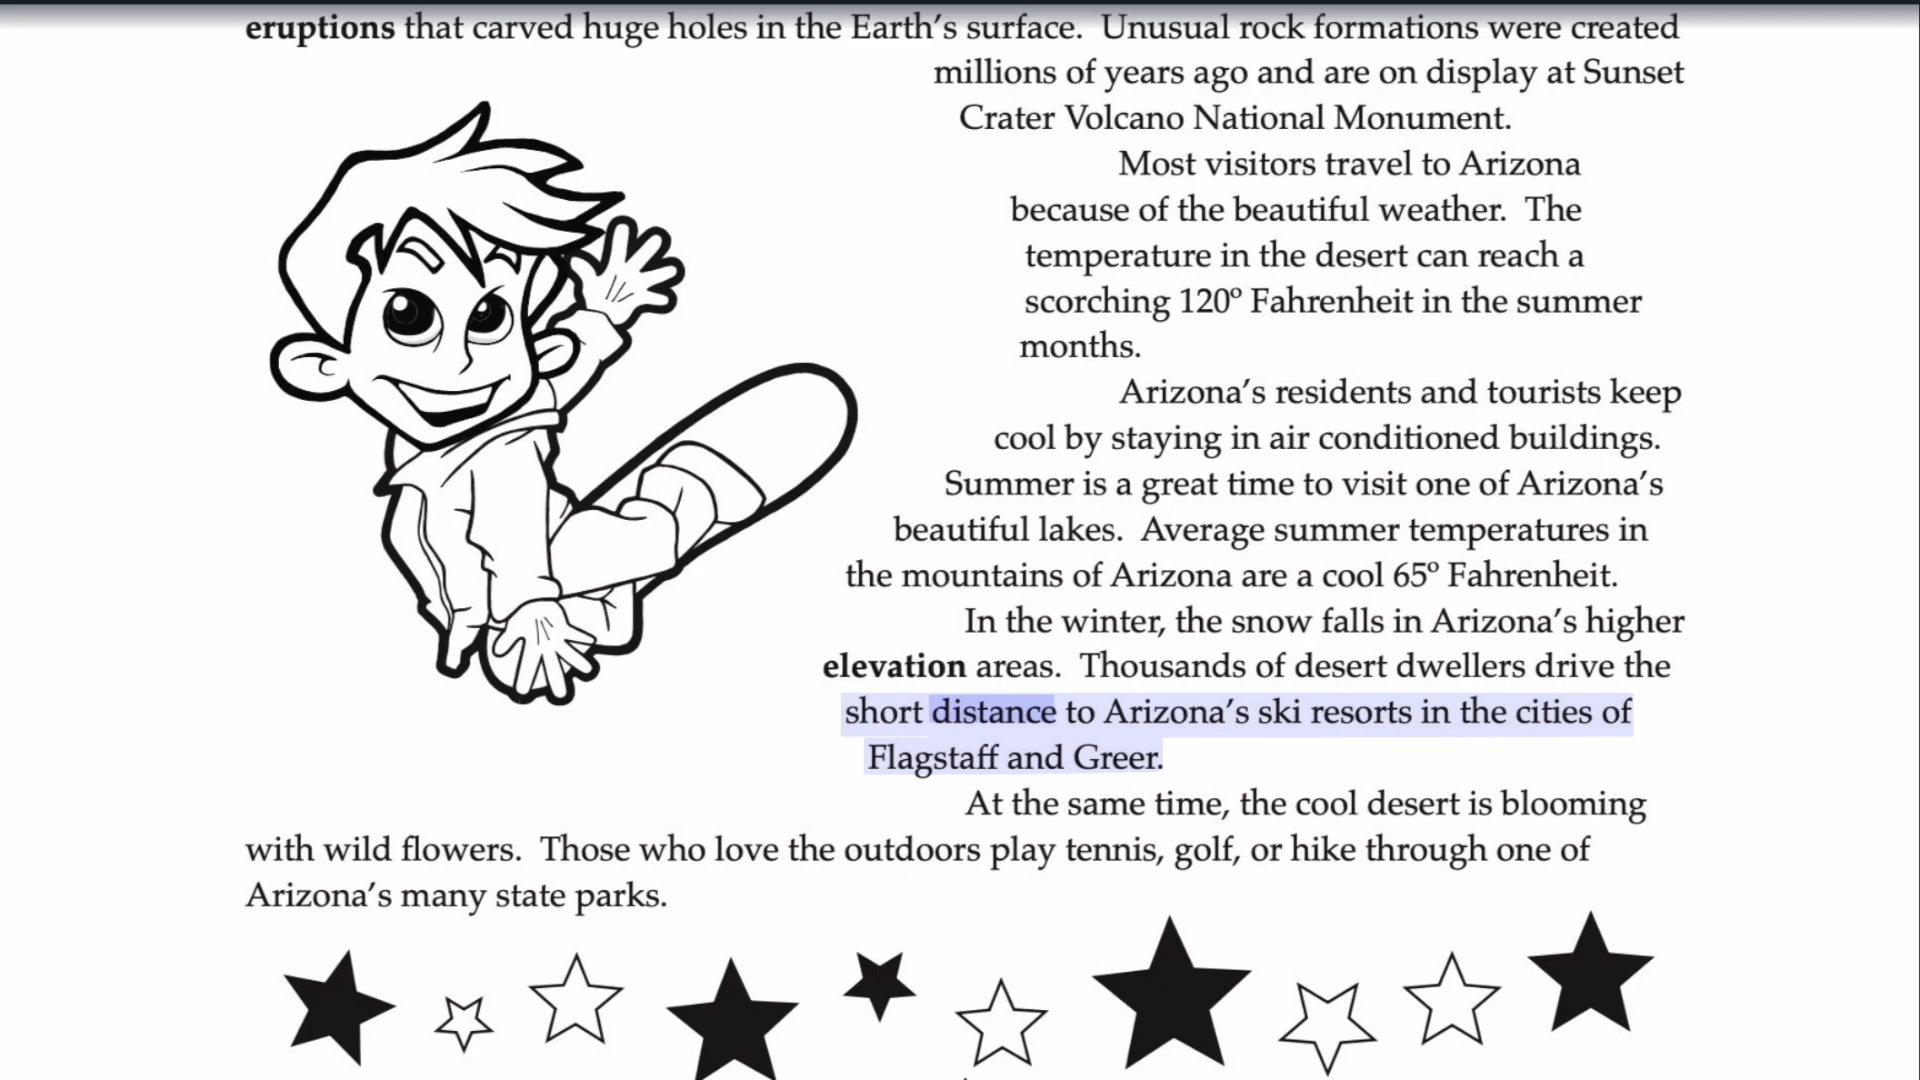 eruptions that carved huge holes in the Earth's surface.  Unusual rock formations were created
millions of years ago and are on display at Sunset
Crater Volcano National Monument.
Most visitors travel to Arizona
because of the beautiful weather.  The
temperature in the desert can reach a
scorching 120º Fahrenheit in the summer
months.
Arizona's residents and tourists keep
cool by staying in air conditioned buildings.
Summer is a great time to visit one of Arizona's
beautiful lakes.  Average summer temperatures in
the mountains of Arizona are a cool 65º Fahrenheit.
In the winter, the snow falls in Arizona's higher
elevation areas.  Thousands of desert dwellers drive the
short distance to Arizona's ski resorts in the cities of
Flagstaff and Greer.
At the same time, the cool desert is blooming
with wild flowers.  Those who love the outdoors play tennis, golf, or hike through one of
Arizona's many state parks.